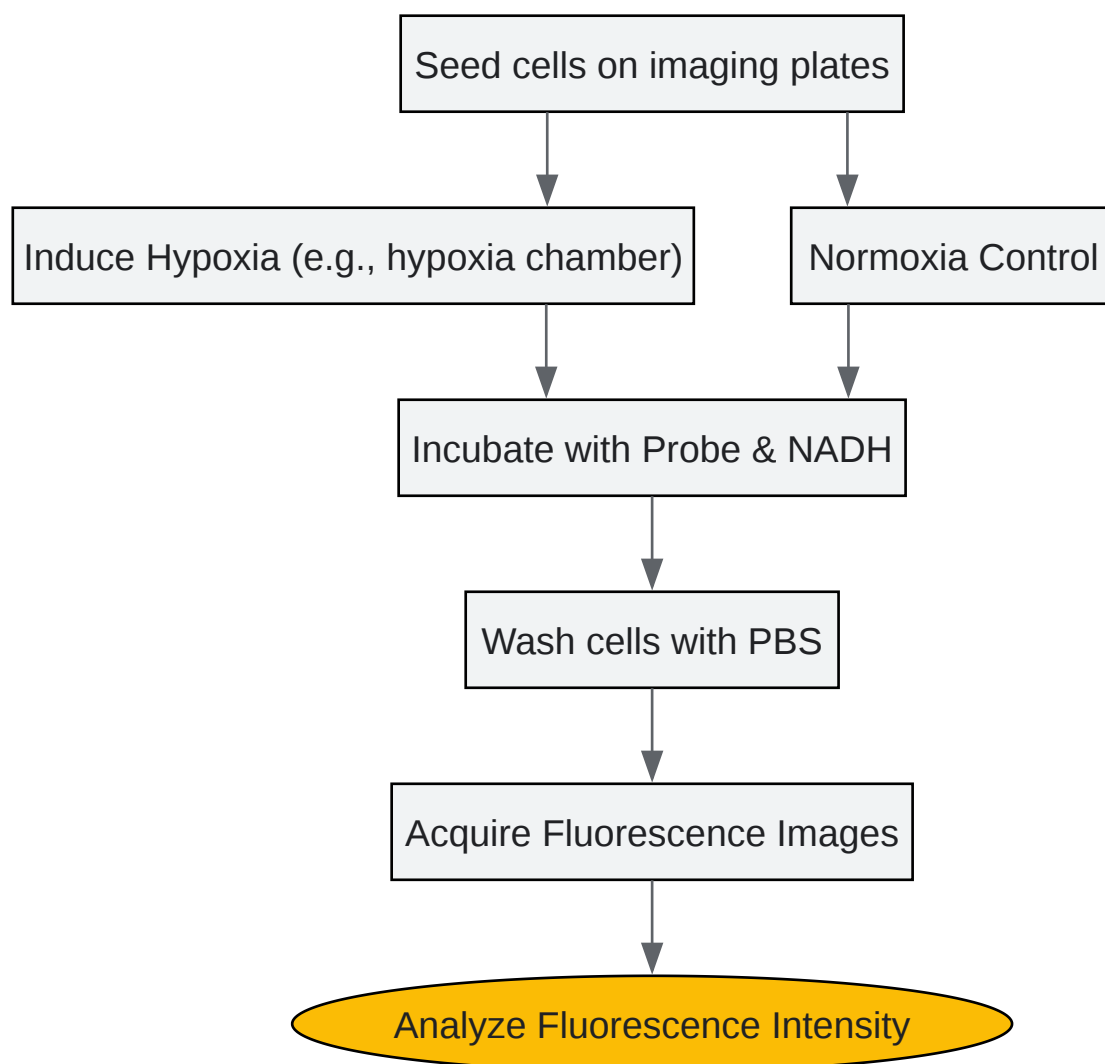 Seed cells on imaging plates
Induce Hypoxia (e.g., hypoxia chamber)
Normoxia Control
Incubate with Probe & NADH
Wash cells with PBS
Acquire Fluorescence Images
Analyze Fluorescence Intensity